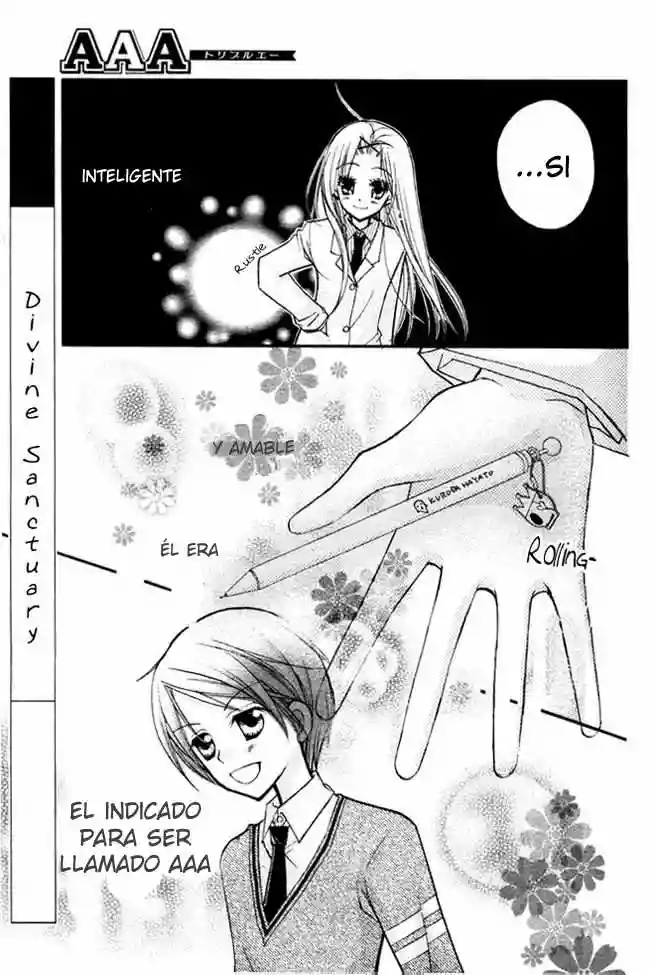 AAA
トリプルエー
...SI
INTELIGENTE
Rustle
Y AMABLE
KURODA HAYATO
ÉL ERA
Rolling-
EL INDICADO
PARA SER
LLAMADO AAA
Divine Sanctuary